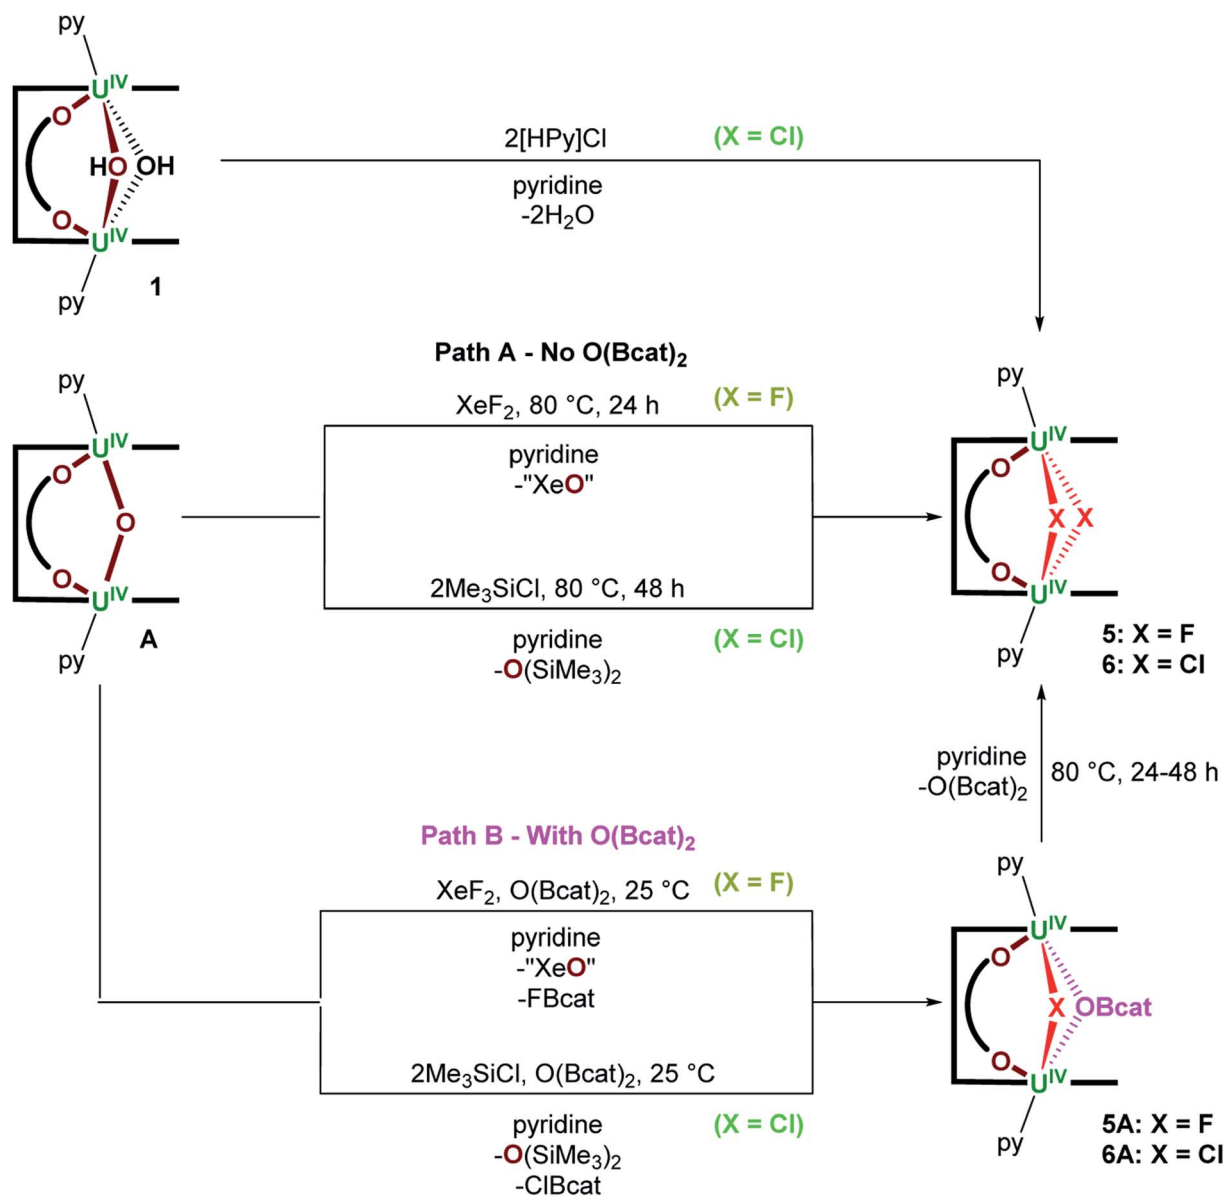 py
U^IV
O
HO OH
O
U^IV
py
1
2[HPy]Cl (X = Cl)
pyridine
-2H₂O
Path A - No O(Bcat)₂
XeF₂, 80 °C, 24 h (X = F)
pyridine
-"XeO"
2Me₃SiCl, 80 °C, 48 h
pyridine (X = Cl)
-O(SiMe₃)₂
py
U^IV
O
O
O
U^IV
py
A
py
U^IV
O
X X
O
U^IV
py
5: X = F
6: X = Cl
pyridine
-O(Bcat)₂
80 °C, 24-48 h
Path B - With O(Bcat)₂
XeF₂, O(Bcat)₂, 25 °C (X = F)
pyridine
-"XeO"
-FBcat
2Me₃SiCl, O(Bcat)₂, 25 °C
pyridine (X = Cl)
-O(SiMe₃)₂
-ClBcat
py
U^IV
O
X OBcat
O
U^IV
py
5A: X = F
6A: X = Cl